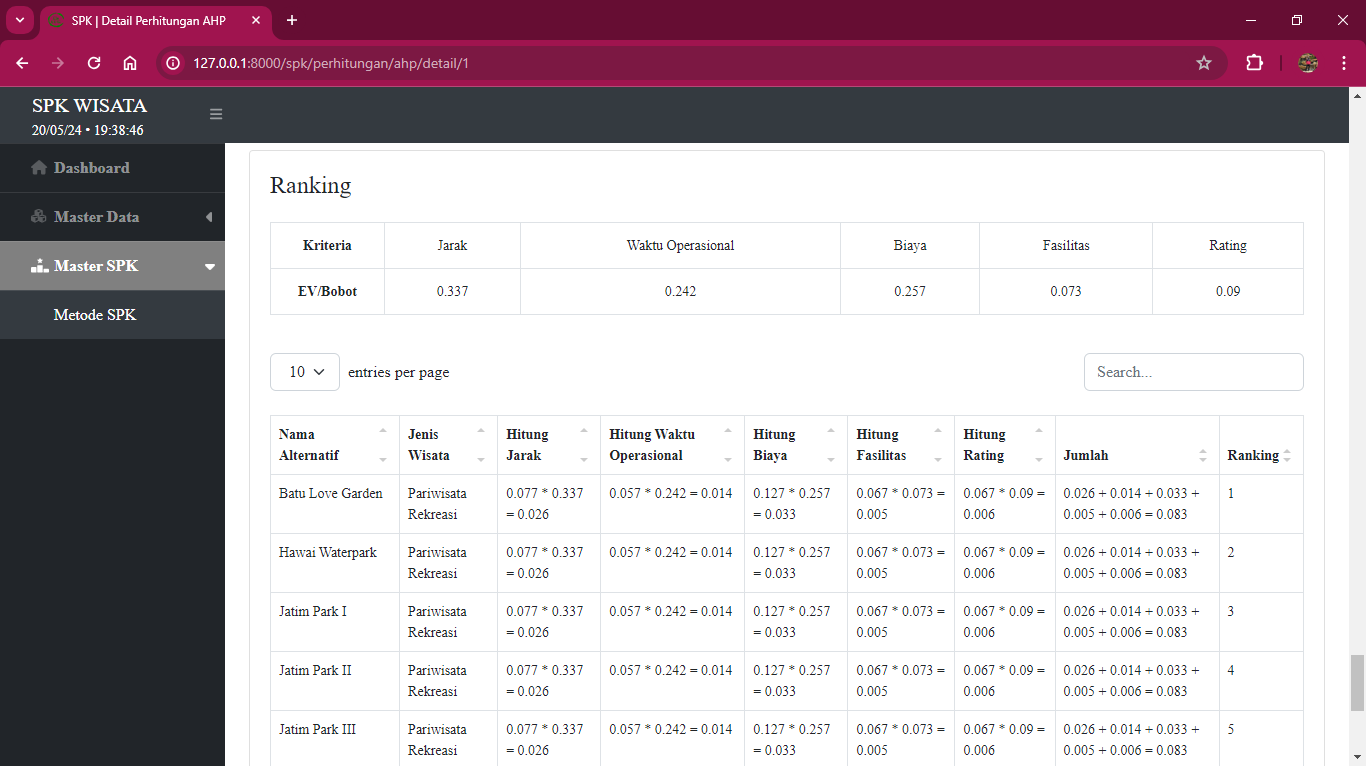 SPK | Detail Perhitungan AHP
127.0.0.1:8000/spk/perhitungan/ahp/detail/1
SPK WISATA
20/05/24 • 19:38:46
Dashboard
Master Data
Master SPK
Metode SPK
Ranking
Kriteria Jarak Waktu Operasional Biaya Fasilitas Rating
EV/Bobot 0.337 0.242 0.257 0.073 0.09
10 entries per page Search...
Nama Jenis Hitung Hitung Waktu Hitung Hitung Hitung
Alternatif Wisata Jarak Operasional Biaya Fasilitas Rating Jumlah Ranking
Batu Love Garden Pariwisata 0.077 * 0.337 0.057 * 0.242 = 0.014 0.127 * 0.257 0.067 * 0.073 = 0.067 * 0.09 = 0.026 + 0.014 + 0.033 + 1
Rekreasi = 0.026 = 0.033 0.005 0.006 0.005 + 0.006 = 0.083
Hawai Waterpark Pariwisata 0.077 * 0.337 0.057 * 0.242 = 0.014 0.127 * 0.257 0.067 * 0.073 = 0.067 * 0.09 = 0.026 + 0.014 + 0.033 + 2
Rekreasi = 0.026 = 0.033 0.005 0.006 0.005 + 0.006 = 0.083
Jatim Park I Pariwisata 0.077 * 0.337 0.057 * 0.242 = 0.014 0.127 * 0.257 0.067 * 0.073 = 0.067 * 0.09 = 0.026 + 0.014 + 0.033 + 3
Rekreasi = 0.026 = 0.033 0.005 0.006 0.005 + 0.006 = 0.083
Jatim Park II Pariwisata 0.077 * 0.337 0.057 * 0.242 = 0.014 0.127 * 0.257 0.067 * 0.073 = 0.067 * 0.09 = 0.026 + 0.014 + 0.033 + 4
Rekreasi = 0.026 = 0.033 0.005 0.006 0.005 + 0.006 = 0.083
Jatim Park III Pariwisata 0.077 * 0.337 0.057 * 0.242 = 0.014 0.127 * 0.257 0.067 * 0.073 = 0.067 * 0.09 = 0.026 + 0.014 + 0.033 + 5
Rekreasi = 0.026 = 0.033 0.005 0.006 0.005 + 0.006 = 0.083